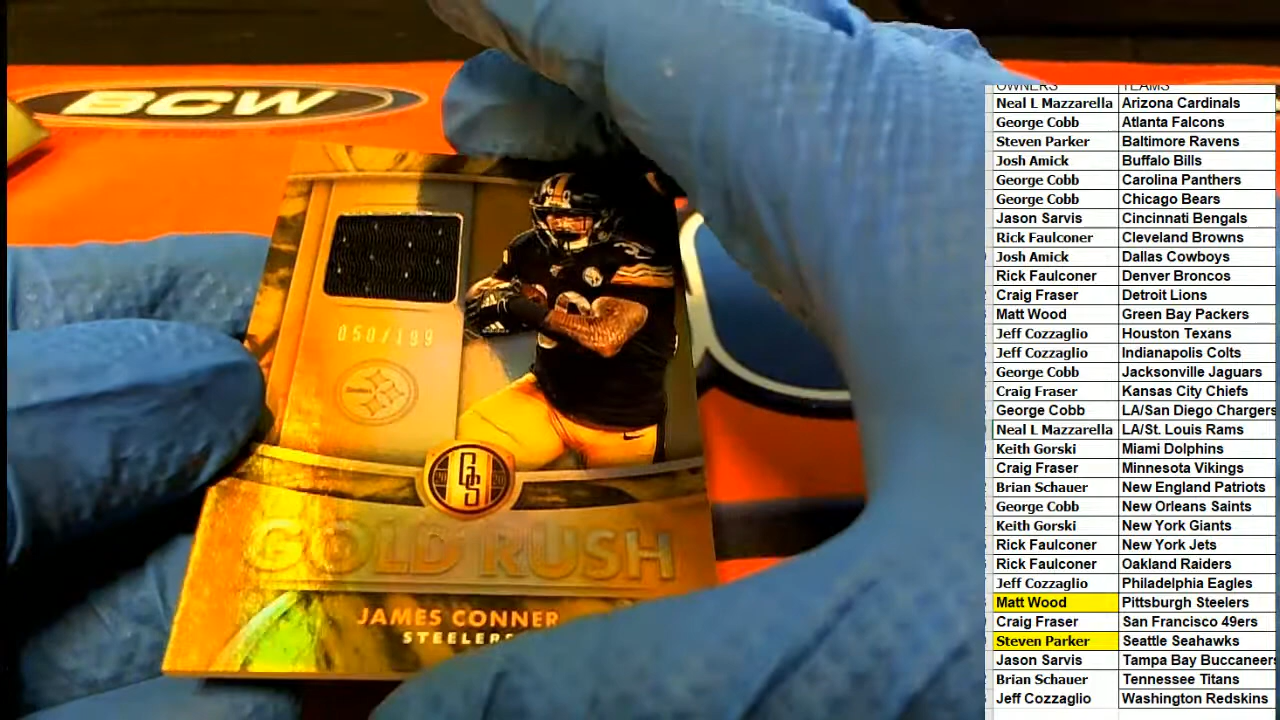 BCW
050/199
Steelers
20 GS 20
GOLD RUSH
JAMES CONNER
STEELERS
OWNERS TEAMS
Neal L Mazzarella Arizona Cardinals
George Cobb Atlanta Falcons
Steven Parker Baltimore Ravens
Josh Amick Buffalo Bills
George Cobb Carolina Panthers
George Cobb Chicago Bears
Jason Sarvis Cincinnati Bengals
Rick Faulconer Cleveland Browns
Josh Amick Dallas Cowboys
Rick Faulconer Denver Broncos
Craig Fraser Detroit Lions
Matt Wood Green Bay Packers
Jeff Cozzaglio Houston Texans
Jeff Cozzaglio Indianapolis Colts
George Cobb Jacksonville Jaguars
Craig Fraser Kansas City Chiefs
George Cobb LA/San Diego Chargers
Neal L Mazzarella LA/St. Louis Rams
Keith Gorski Miami Dolphins
Craig Fraser Minnesota Vikings
Brian Schauer New England Patriots
George Cobb New Orleans Saints
Keith Gorski New York Giants
Rick Faulconer New York Jets
Rick Faulconer Oakland Raiders
Jeff Cozzaglio Philadelphia Eagles
Matt Wood Pittsburgh Steelers
Craig Fraser San Francisco 49ers
Steven Parker Seattle Seahawks
Jason Sarvis Tampa Bay Buccaneers
Brian Schauer Tennessee Titans
Jeff Cozzaglio Washington Redskins